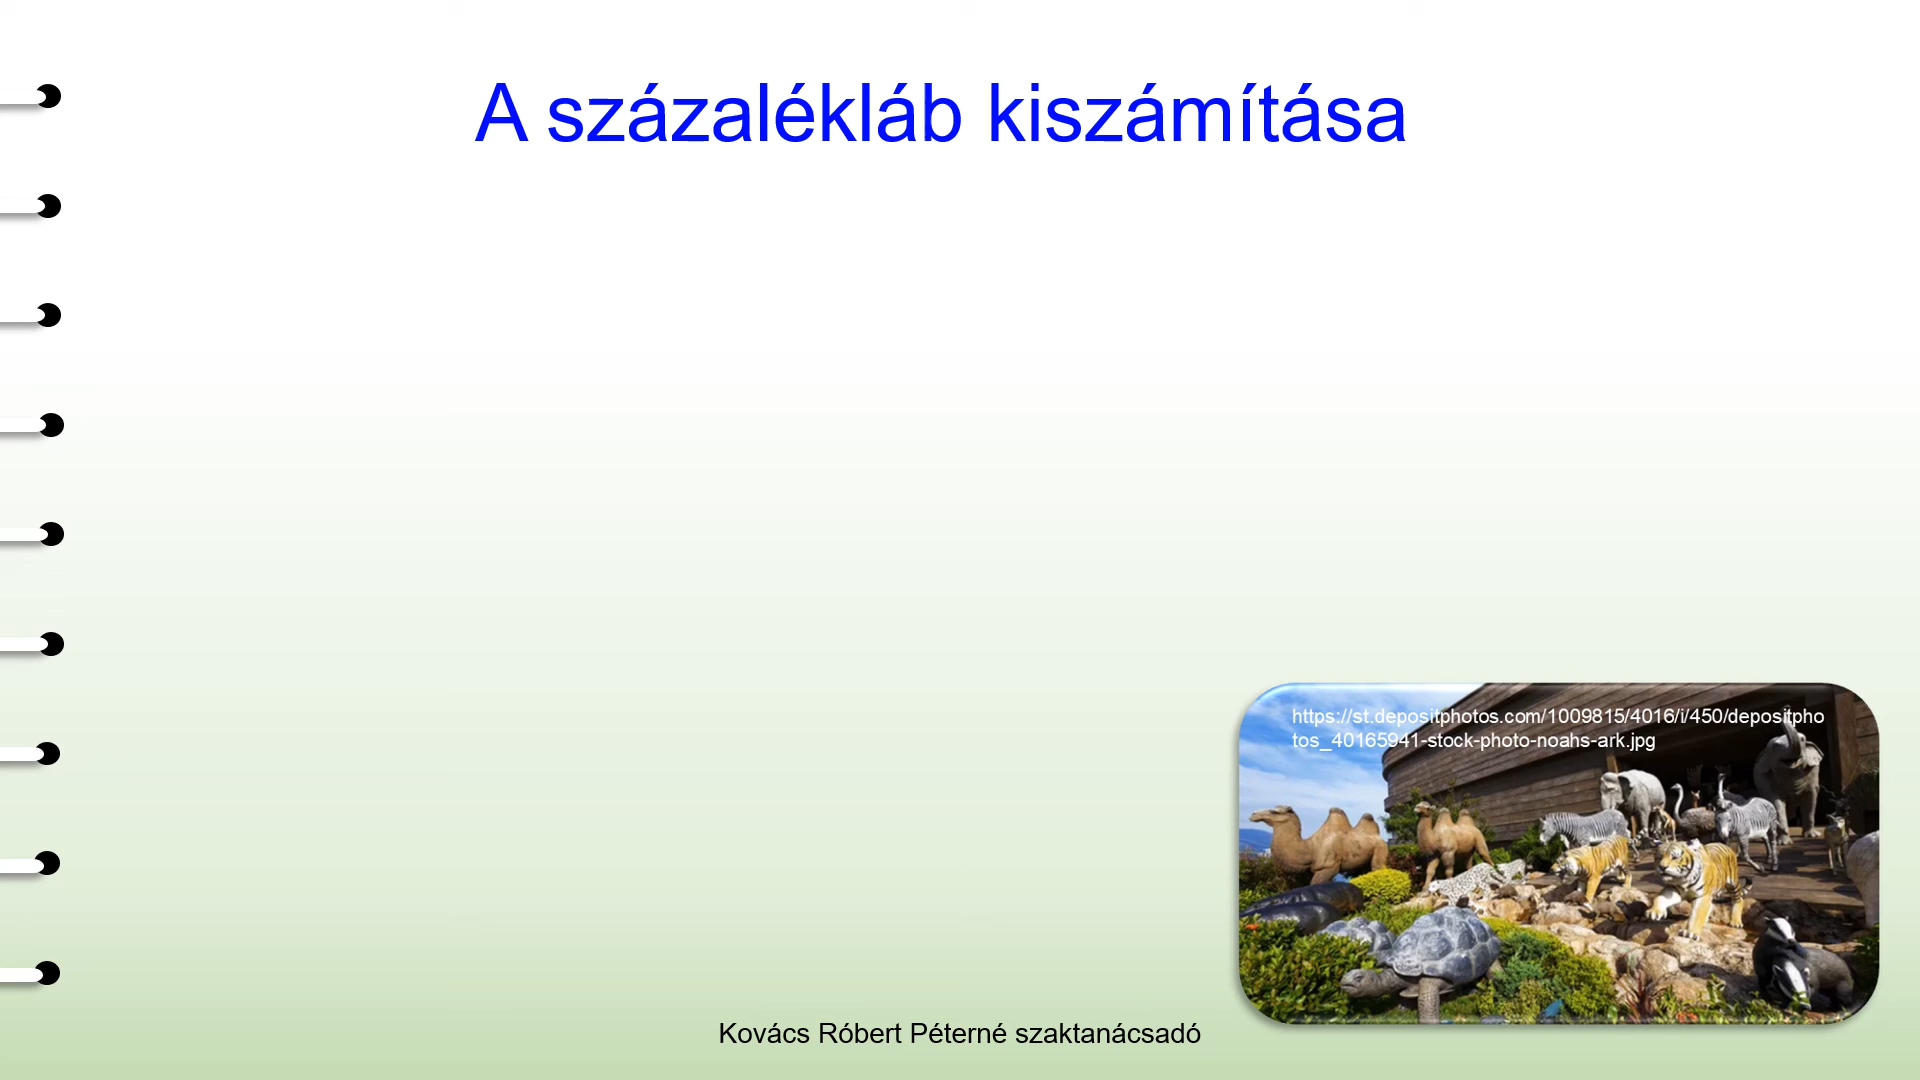 A százalékláb kiszámítása
https://st.depositphotos.com/1009815/4016/i/450/depositpho
tos_40165941-stock-photo-noahs-ark.jpg
Kovács Róbert Péterné szaktanácsadó